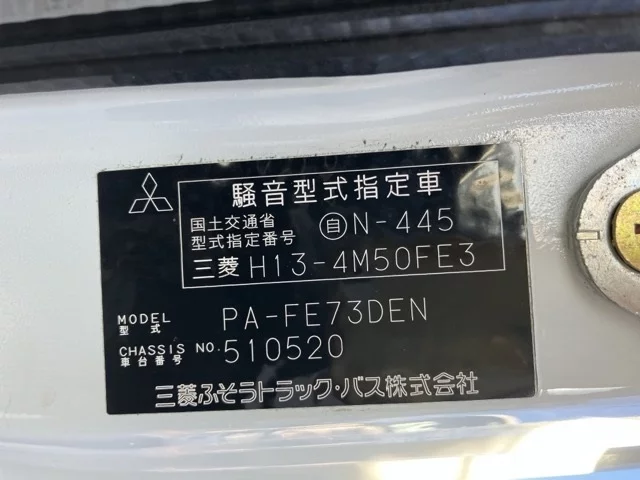 騒音型式指定車
国土交通省
型式指定番号 自N-445
三菱 H13-4M50FE3
MODEL
型式 PA-FE73DEN
CHASSIS NO.
車台番号 510520
三菱ふそうトラック・バス株式会社